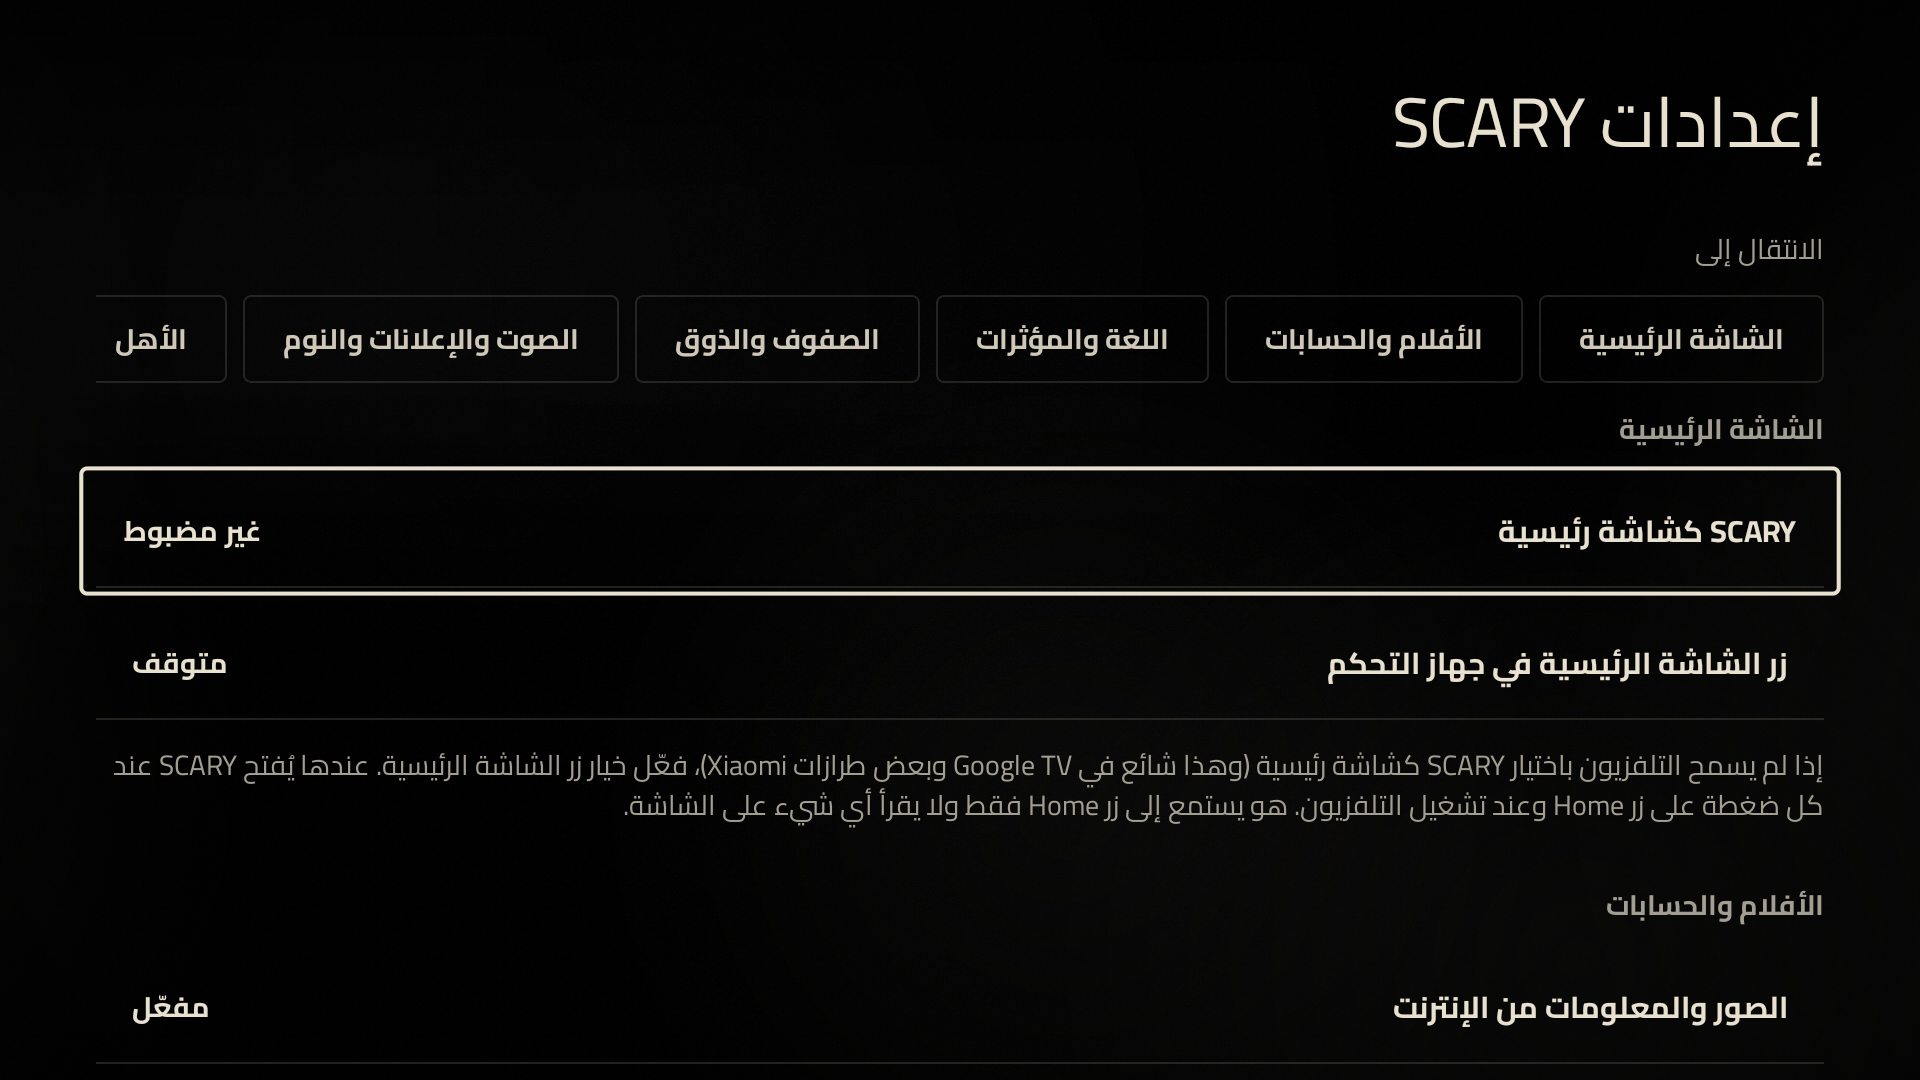 إعدادات SCARY
الانتقال إلى
الشاشة الرئيسية
الأفلام والحسابات
اللغة والمؤثرات
الصفوف والذوق
الصوت والإعلانات والنوم
الأهل
الشاشة الرئيسية
SCARY كشاشة رئيسية
غير مضبوط
زر الشاشة الرئيسية في جهاز التحكم
متوقف
إذا لم يسمح التلفزيون باختيار SCARY كشاشة رئيسية (وهذا شائع في Google TV وبعض طرازات Xiaomi)، فعّل خيار زر الشاشة الرئيسية. عندها يُفتح SCARY عند
كل ضغطة على زر Home وعند تشغيل التلفزيون. هو يستمع إلى زر Home فقط ولا يقرأ أي شيء على الشاشة.
الأفلام والحسابات
الصور والمعلومات من الإنترنت
مفعّل